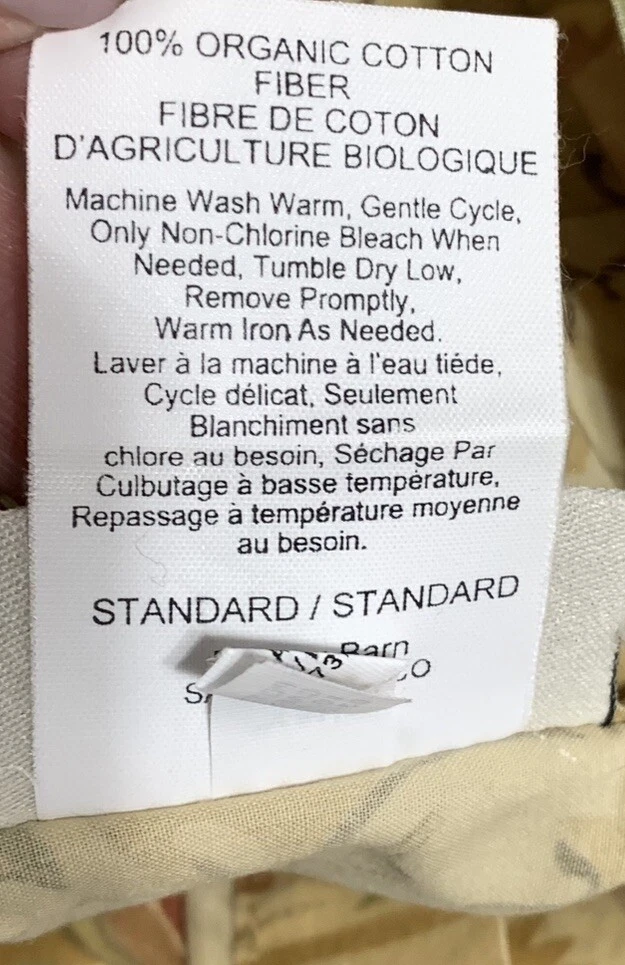 100% ORGANIC COTTON
FIBER
FIBRE DE COTON
D'AGRICULTURE BIOLOGIQUE
Machine Wash Warm, Gentle Cycle,
Only Non-Chlorine Bleach When
Needed, Tumble Dry Low,
Remove Promptly,
Warm Iron As Needed.
Laver à la machine à l'eau tiéde,
Cycle délicat, Seulement
Blanchiment sans
chlore au besoin, Séchage Par
Culbutage à basse température,
Repassage à température moyenne
au besoin.
STANDARD / STANDARD
Barn